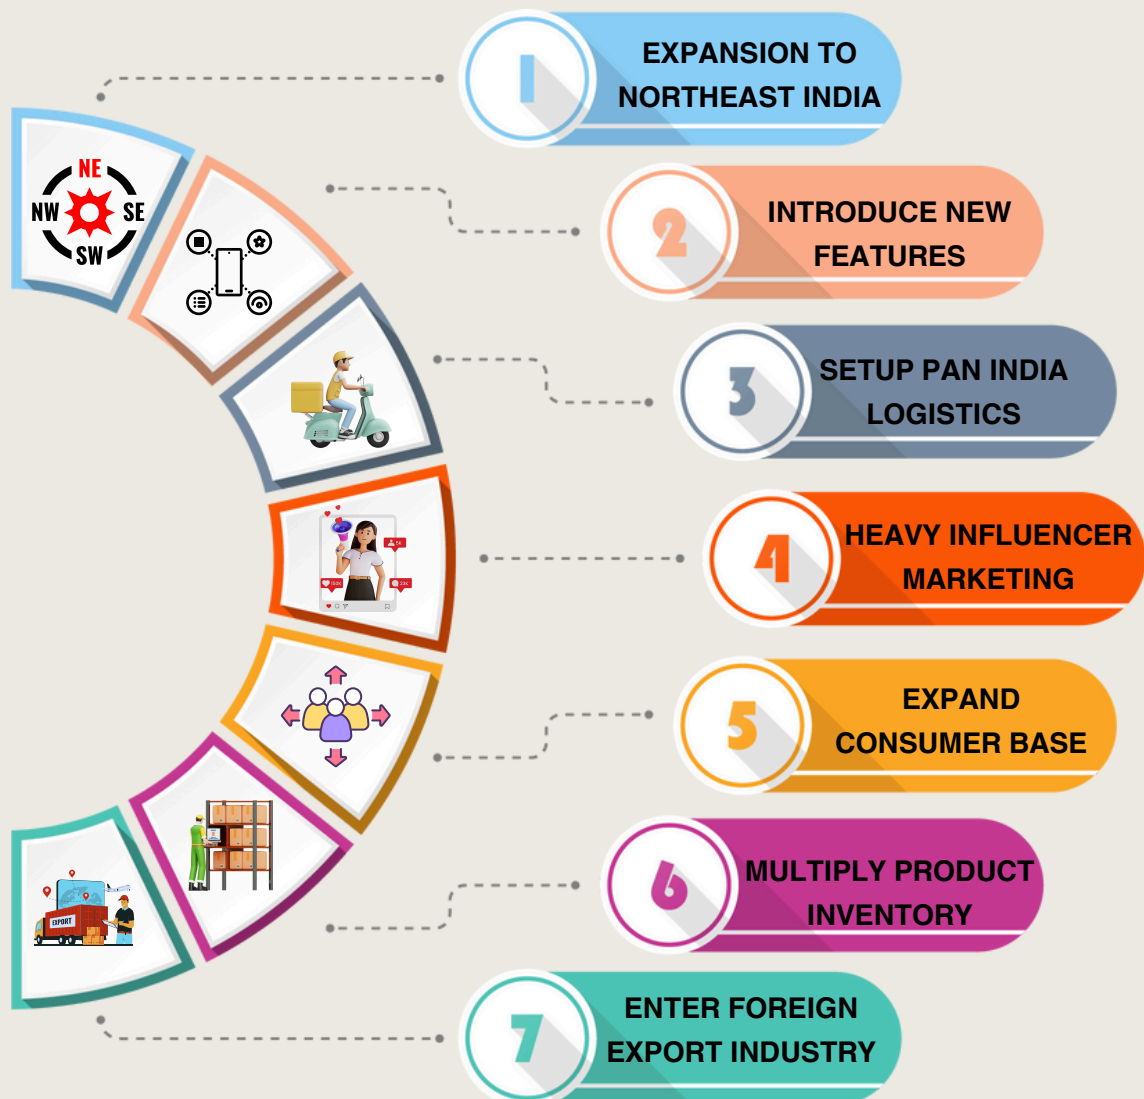 1
EXPANSION TO
NORTHEAST INDIA
NE
NW
SE
SW
2
INTRODUCE NEW
FEATURES
3
SETUP PAN INDIA
LOGISTICS
4
HEAVY INFLUENCER
MARKETING
5
EXPAND
CONSUMER BASE
6
MULTIPLY PRODUCT
INVENTORY
EXPORT
7
ENTER FOREIGN
EXPORT INDUSTRY